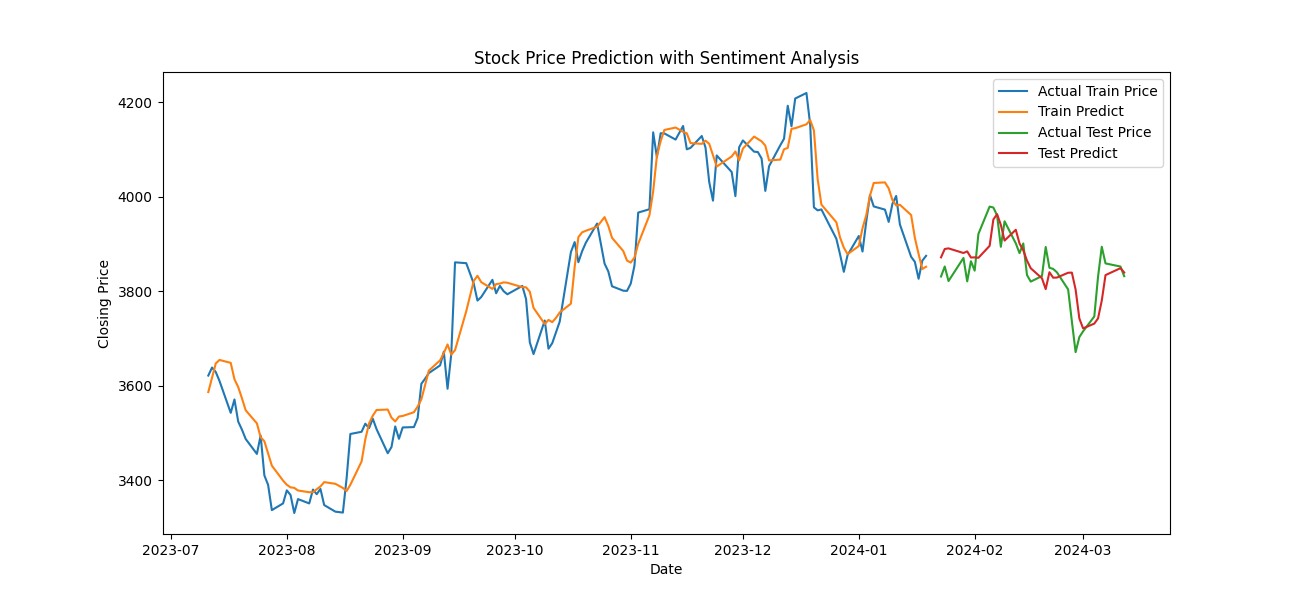 Stock Price Prediction with Sentiment Analysis
Actual Train Price
Train Predict
Actual Test Price
Test Predict
4200
4000
3800
3600
3400
Closing Price
2023-07 2023-08 2023-09 2023-10 2023-11 2023-12 2024-01 2024-02 2024-03
Date